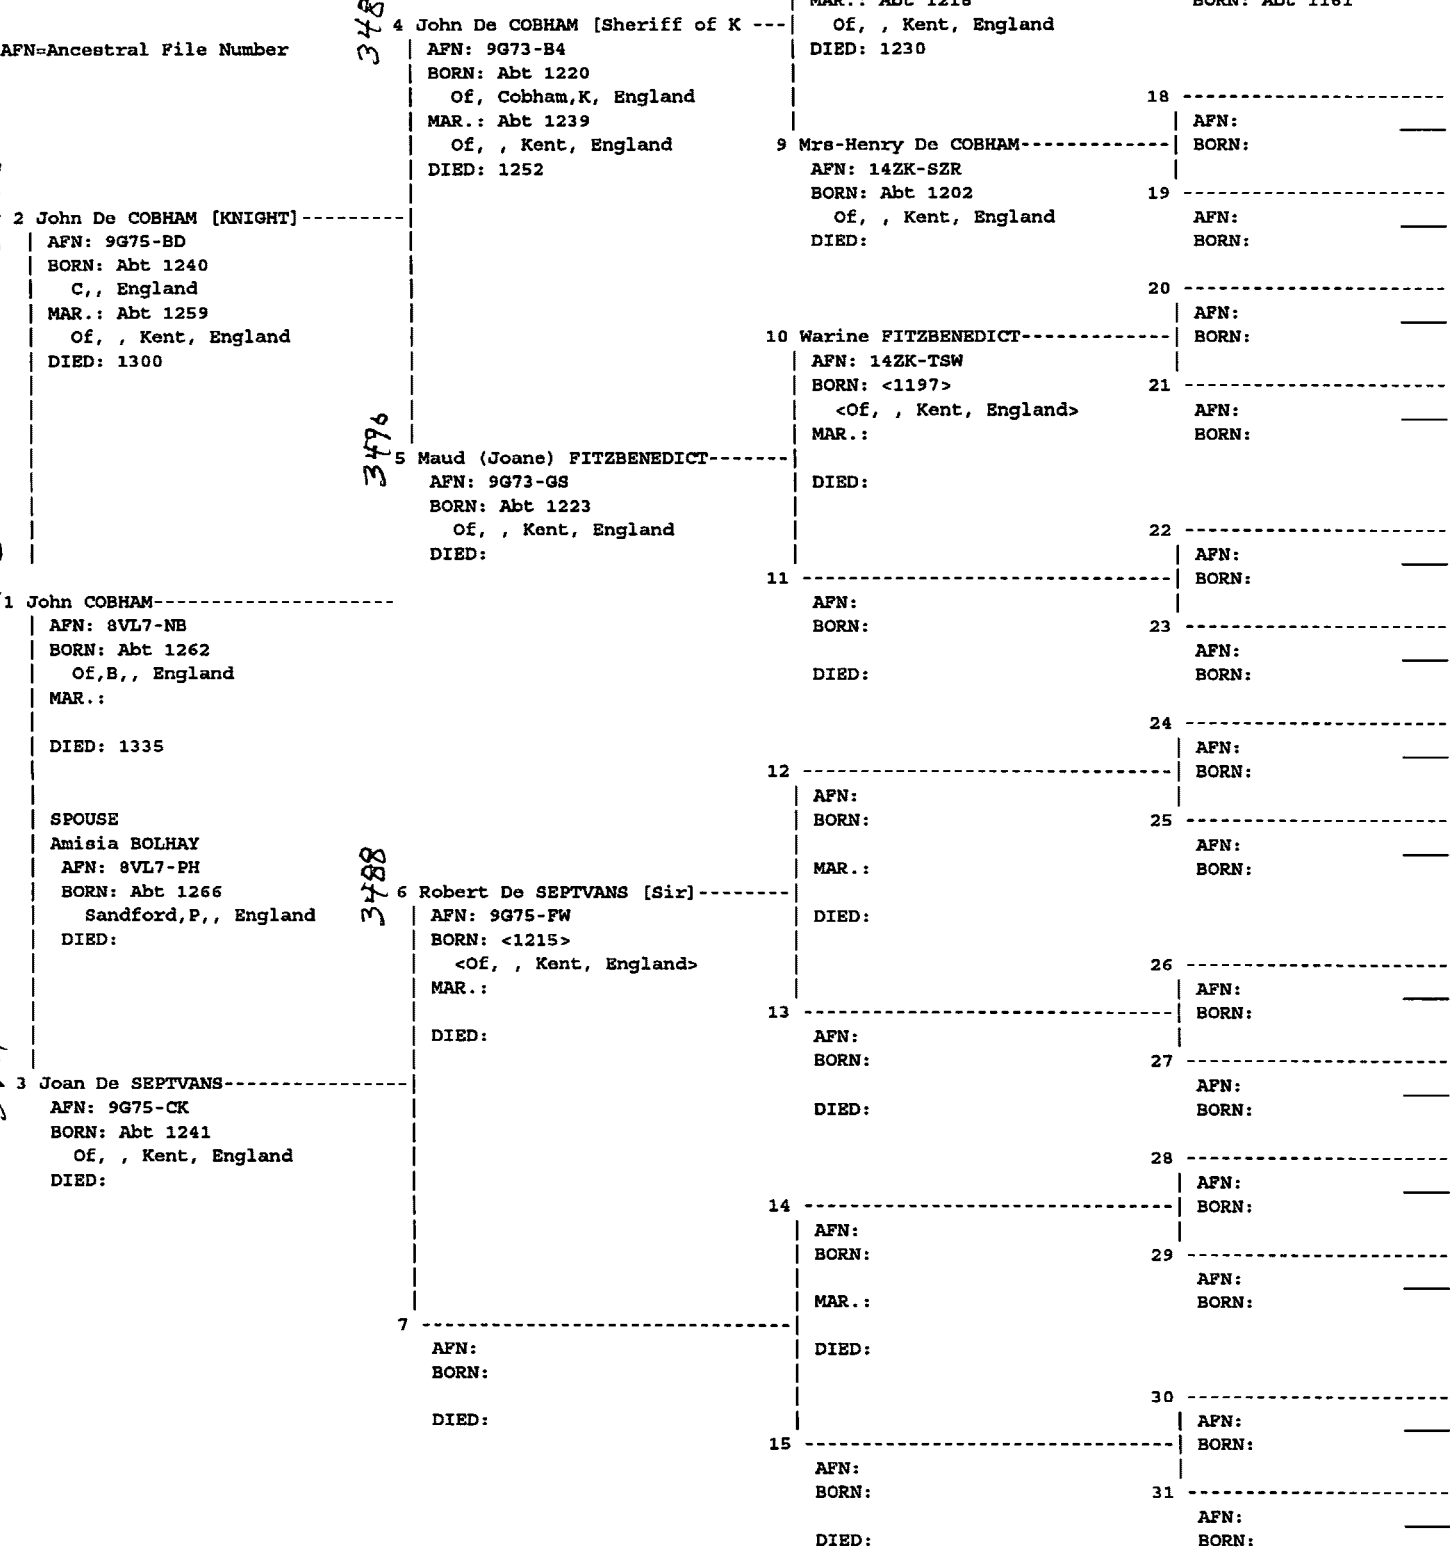 AFN=Ancestral File Number
4 John De COBHAM [Sheriff of K ---
AFN: 9G73-B4
BORN: Abt 1220
Of, Cobham,K, England
MAR.: Abt 1239
Of, , Kent, England
DIED: 1252
MAR.: Abt 1218
Of, , Kent, England
DIED: 1230
BORN: Abt 1161
18 ----------------------
AFN:
BORN:
9 Mrs-Henry De COBHAM-------------
AFN: 14ZK-SZR
BORN: Abt 1202
Of, , Kent, England
DIED:
19 ----------------------
AFN:
BORN:
2 John De COBHAM [KNIGHT]---------
AFN: 9G75-BD
BORN: Abt 1240
C,, England
MAR.: Abt 1259
Of, , Kent, England
DIED: 1300
20 ----------------------
AFN:
BORN:
10 Warine FITZBENEDICT-------------
AFN: 14ZK-TSW
BORN: <1197>
<Of, , Kent, England>
MAR.:
DIED:
21 ----------------------
AFN:
BORN:
3496
5 Maud (Joane) FITZBENEDICT-------
AFN: 9G73-GS
BORN: Abt 1223
Of, , Kent, England
DIED:
22 ----------------------
AFN:
BORN:
11 --------------------------------
AFN:
BORN:
DIED:
23 ----------------------
AFN:
BORN:
1 John COBHAM---------------------
AFN: 8VL7-NB
BORN: Abt 1262
Of,B,, England
MAR.:
DIED: 1335
SPOUSE
Amisia BOLHAY
AFN: 8VL7-PH
BORN: Abt 1266
Sandford,P,, England
DIED:
24 ----------------------
AFN:
BORN:
12 --------------------------------
AFN:
BORN:
MAR.:
DIED:
25 ----------------------
AFN:
BORN:
3488
6 Robert De SEPTVANS [Sir]--------
AFN: 9G75-FW
BORN: <1215>
<Of, , Kent, England>
MAR.:
DIED:
26 ----------------------
AFN:
BORN:
13 --------------------------------
AFN:
BORN:
DIED:
27 ----------------------
AFN:
BORN:
3 Joan De SEPTVANS----------------
AFN: 9G75-CK
BORN: Abt 1241
Of, , Kent, England
DIED:
28 ----------------------
AFN:
BORN:
14 --------------------------------
AFN:
BORN:
MAR.:
DIED:
29 ----------------------
AFN:
BORN:
7 --------------------------------
AFN:
BORN:
DIED:
30 ----------------------
AFN:
BORN:
15 --------------------------------
AFN:
BORN:
DIED:
31 ----------------------
AFN:
BORN: